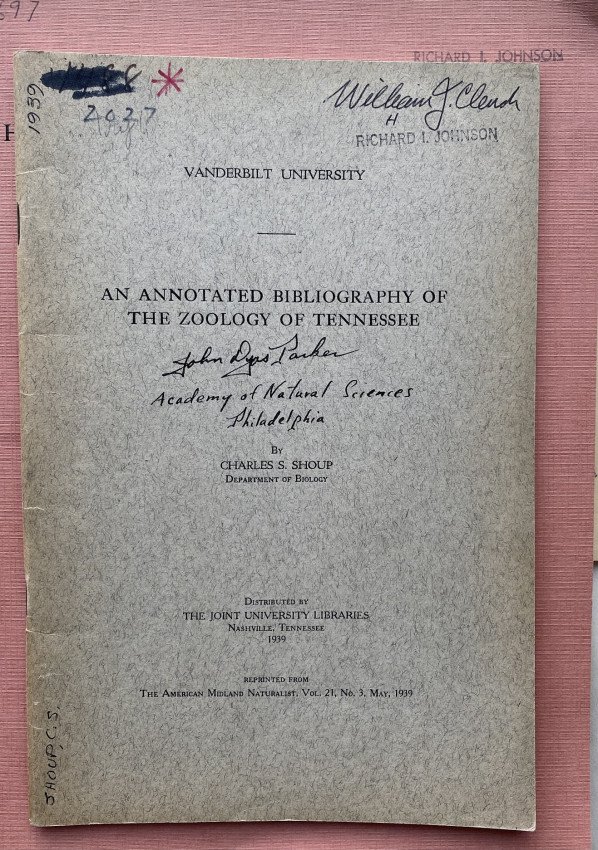 RICHARD I. JOHNSON
1939
2027
William J. Clench
RICHARD I. JOHNSON
VANDERBILT UNIVERSITY
AN ANNOTATED BIBLIOGRAPHY OF
THE ZOOLOGY OF TENNESSEE
John Dyas Parker
Academy of Natural Sciences
Philadelphia
BY
CHARLES S. SHOUP
DEPARTMENT OF BIOLOGY
DISTRIBUTED BY
THE JOINT UNIVERSITY LIBRARIES
NASHVILLE, TENNESSEE
1939
REPRINTED FROM
THE AMERICAN MIDLAND NATURALIST, VOL. 21, NO. 3, MAY, 1939
SHOUP, C. S.